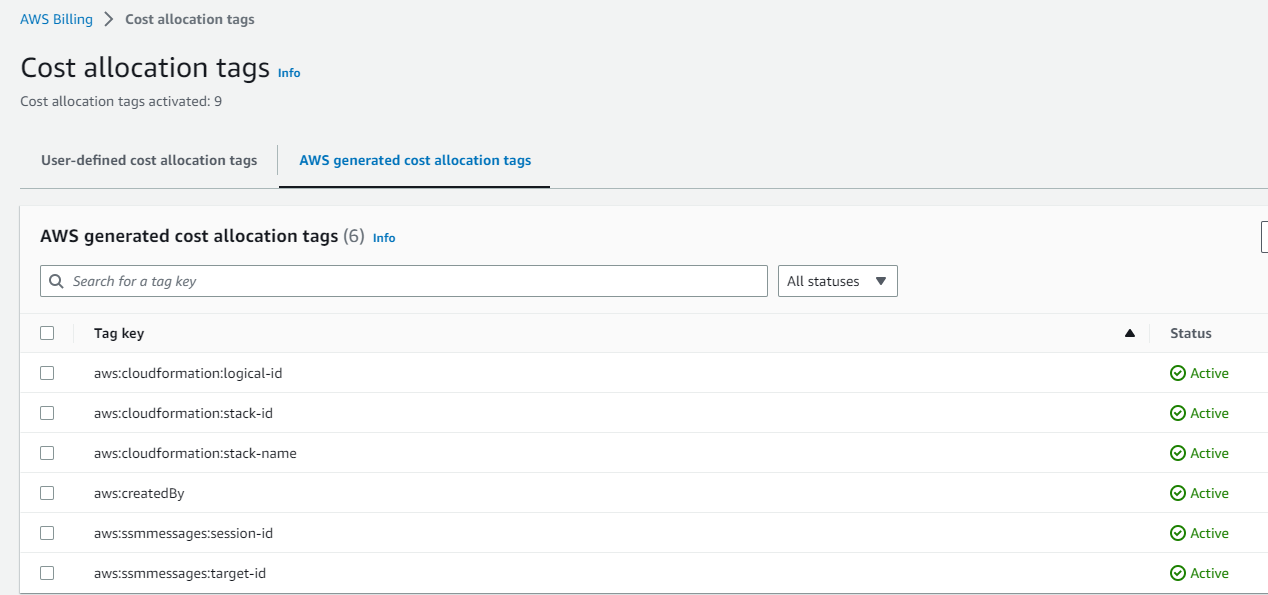 AWS Billing > Cost allocation tags
Cost allocation tags Info
Cost allocation tags activated: 9
User-defined cost allocation tags AWS generated cost allocation tags
AWS generated cost allocation tags (6) Info
Search for a tag key All statuses
Tag key Status
aws:cloudformation:logical-id Active
aws:cloudformation:stack-id Active
aws:cloudformation:stack-name Active
aws:createdBy Active
aws:ssmmessages:session-id Active
aws:ssmmessages:target-id Active